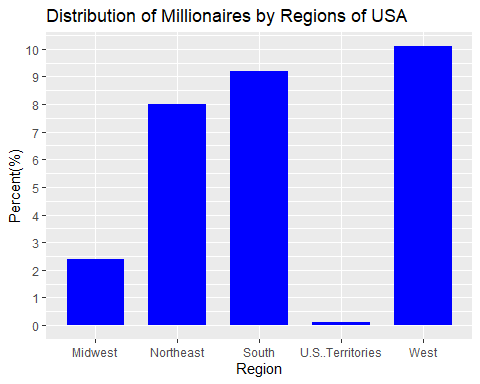 Distribution of Millionaires by Regions of USA
10
9
8
7
6
5
4
3
2
1
0
Percent(%)
Midwest Northeast South U.S..Territories West
Region